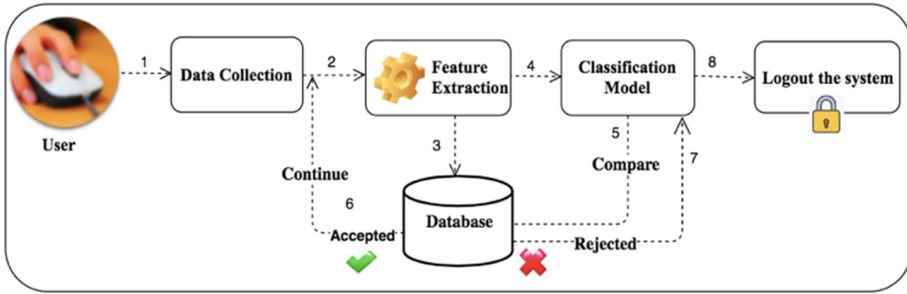 1
Data Collection
2
Feature
Extraction
4
Classification
Model
8
Logout the system
User
3
5
Compare
7
Continue
6
Accepted
Database
Rejected